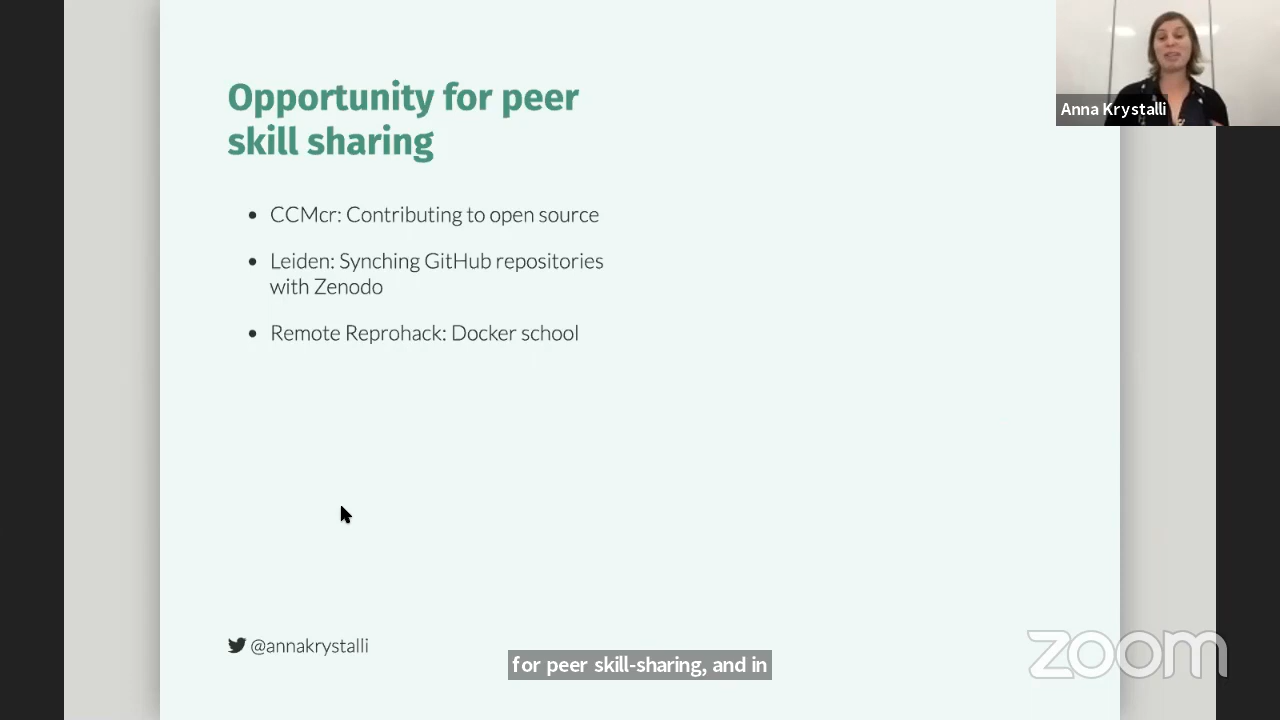 Opportunity for peer
skill sharing
Anna Krystalli
• CCMcr: Contributing to open source
• Leiden: Synching GitHub repositories
with Zenodo
• Remote Reprohack: Docker school
@annakrystalli
for peer skill-sharing, and in
zoom